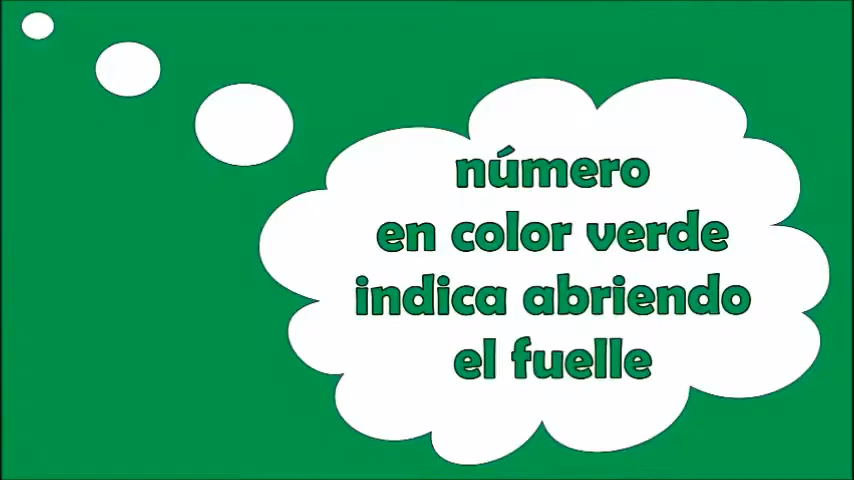 número
en color verde
indica abriendo
el fuelle